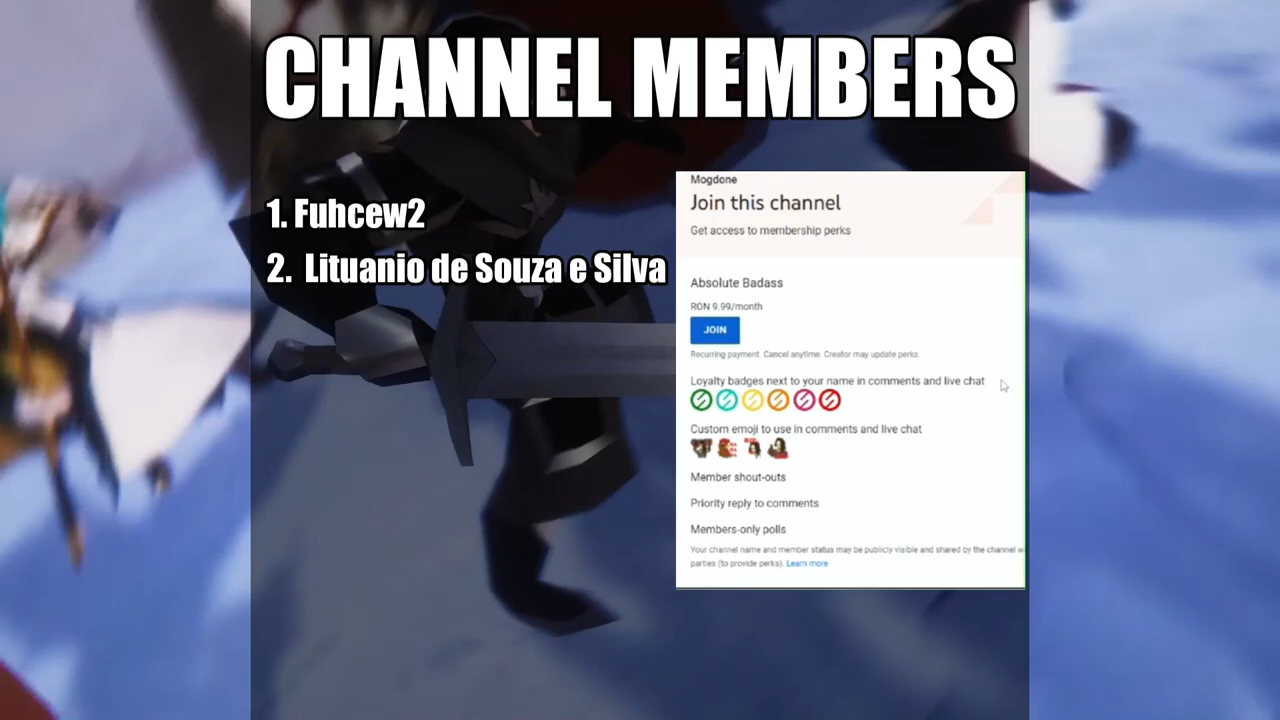 CHANNEL MEMBERS
1. Fuhcew2
2. Lituanio de Souza e Silva
Mogdone
Join this channel
Get access to membership perks
Absolute Badass
RON 9.99/month
JOIN
Recurring payment. Cancel anytime. Creator may update perks.
Loyalty badges next to your name in comments and live chat
Custom emoji to use in comments and live chat
Member shout-outs
Priority reply to comments
Members-only polls
Your channel name and member status may be publicly visible and shared by the channel w
parties (to provide perks). Learn more